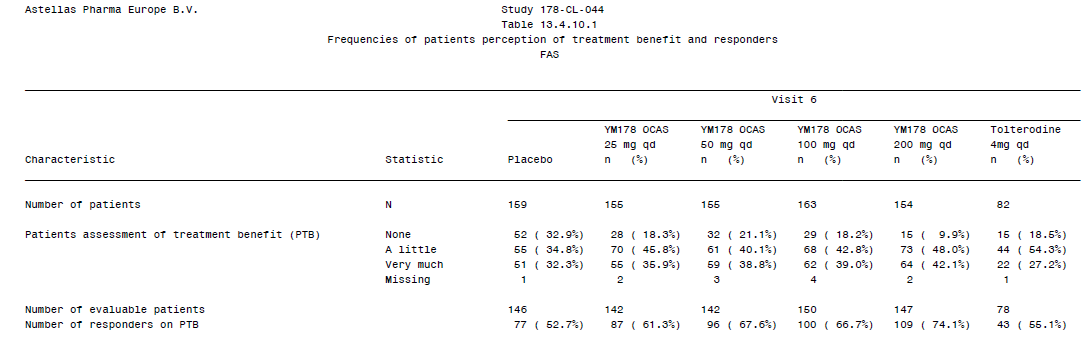 Astellas Pharma Europe B.V. Study 178-CL-044
Table 13.4.10.1
Frequencies of patients perception of treatment benefit and responders
FAS
Visit 6
YM178 OCAS YM178 OCAS YM178 OCAS YM178 OCAS Tolterodine
25 mg qd 50 mg qd 100 mg qd 200 mg qd 4mg qd
Characteristic Statistic Placebo n (%) n (%) n (%) n (%) n (%)
Number of patients N 159 155 155 163 154 82
Patients assessment of treatment benefit (PTB) None 52 ( 32.9%) 28 ( 18.3%) 32 ( 21.1%) 29 ( 18.2%) 15 ( 9.9%) 15 ( 18.5%)
A little 55 ( 34.8%) 70 ( 45.8%) 61 ( 40.1%) 68 ( 42.8%) 73 ( 48.0%) 44 ( 54.3%)
Very much 51 ( 32.3%) 55 ( 35.9%) 59 ( 38.8%) 62 ( 39.0%) 64 ( 42.1%) 22 ( 27.2%)
Missing 1 2 3 4 2 1
Number of evaluable patients 146 142 142 150 147 78
Number of responders on PTB 77 ( 52.7%) 87 ( 61.3%) 96 ( 67.6%) 100 ( 66.7%) 109 ( 74.1%) 43 ( 55.1%)